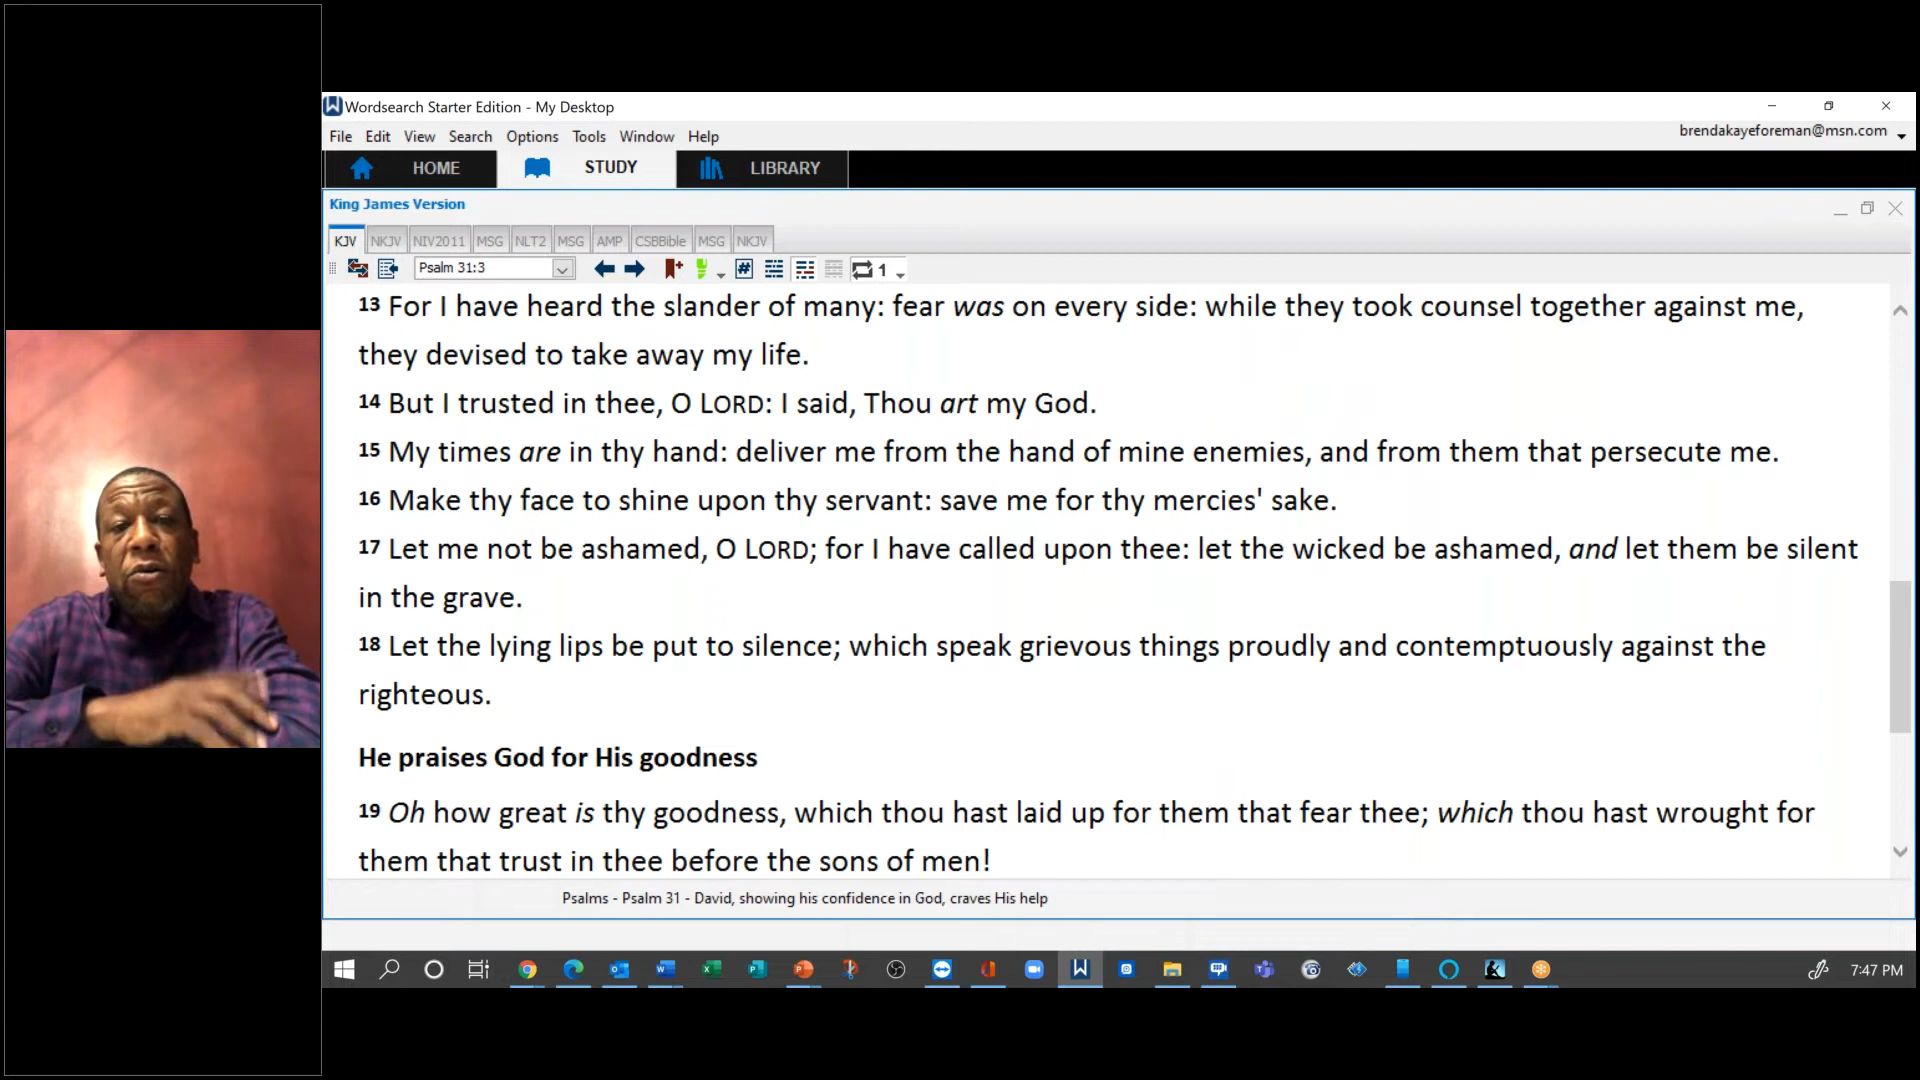 Wordsearch Starter Edition - My Desktop
File Edit View Search Options Tools Window Help
brendakayeforeman@msn.com
HOME STUDY LIBRARY
King James Version
KJV NKJV NIV2011 MSG NLT2 MSG AMP CSBBible MSG NKJV
Psalm 31:3
1
13 For I have heard the slander of many: fear was on every side: while they took counsel together against me,
they devised to take away my life.
14 But I trusted in thee, O LORD: I said, Thou art my God.
15 My times are in thy hand: deliver me from the hand of mine enemies, and from them that persecute me.
16 Make thy face to shine upon thy servant: save me for thy mercies' sake.
17 Let me not be ashamed, O LORD; for I have called upon thee: let the wicked be ashamed, and let them be silent
in the grave.
18 Let the lying lips be put to silence; which speak grievous things proudly and contemptuously against the
righteous.
He praises God for His goodness
19 Oh how great is thy goodness, which thou hast laid up for them that fear thee; which thou hast wrought for
them that trust in thee before the sons of men!
Psalms - Psalm 31 - David, showing his confidence in God, craves His help
7:47 PM